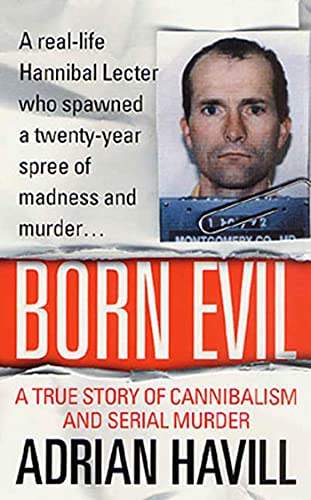 A real-life
Hannibal Lecter
who spawned
a twenty-year
spree of
madness and
murder...
MONTGOMERY CO., MD.
BORN EVIL
A TRUE STORY OF CANNIBALISM
AND SERIAL MURDER
ADRIAN HAVILL